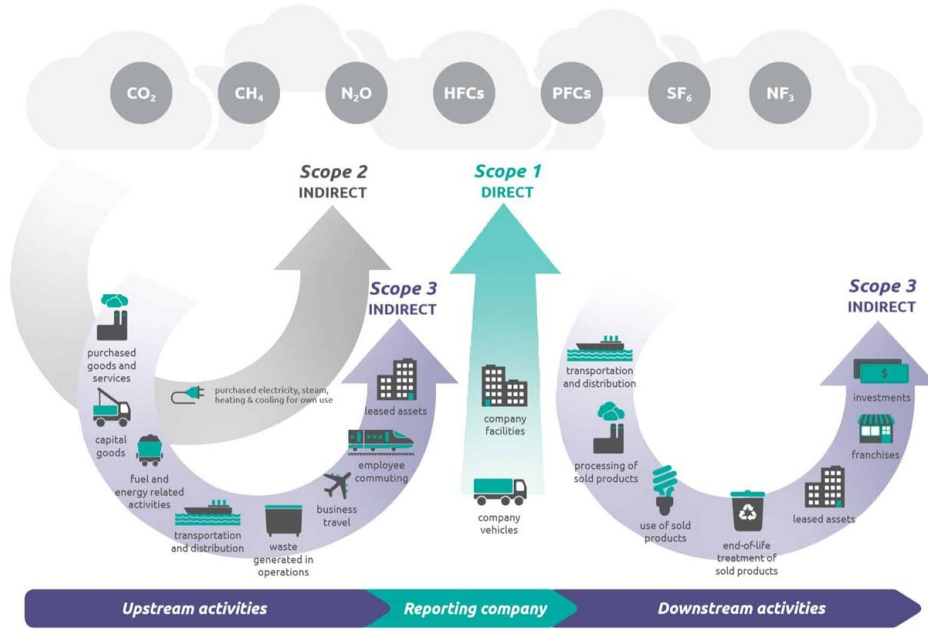 CO₂
CH₄
N₂O
HFCs
PFCs
SF₆
NF₃
Scope 2
INDIRECT
Scope 1
DIRECT
Scope 3
INDIRECT
Scope 3
INDIRECT
purchased
goods and
services
capital
goods
fuel and
energy related
activities
transportation
and distribution
waste
generated in
operations
business
travel
employee
commuting
leased assets
purchased electricity, steam,
heating & cooling for own use
company
facilities
company
vehicles
transportation
and distribution
processing of
sold products
use of sold
products
end-of-life
treatment of
sold products
leased assets
franchises
investments
$
Upstream activities
Reporting company
Downstream activities